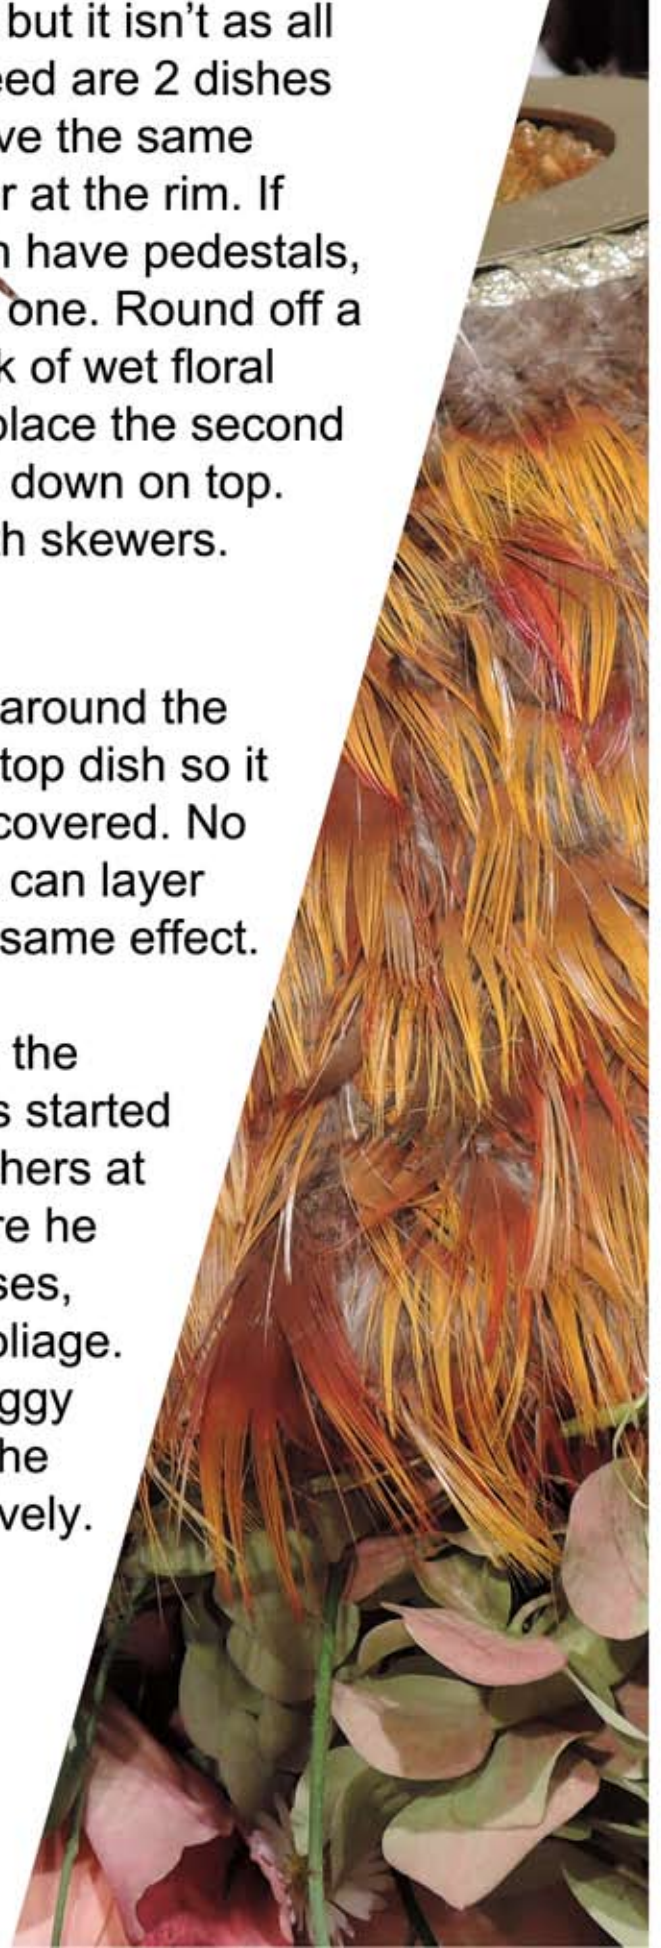 but it isn't as all
eed are 2 dishes
ve the same
r at the rim. If
n have pedestals,
one. Round off a
k of wet floral
place the second
down on top.
h skewers.
around the
top dish so it
covered. No
can layer
same effect.
the
s started
hers at
re he
ses,
oliage.
ggy
he
vely.